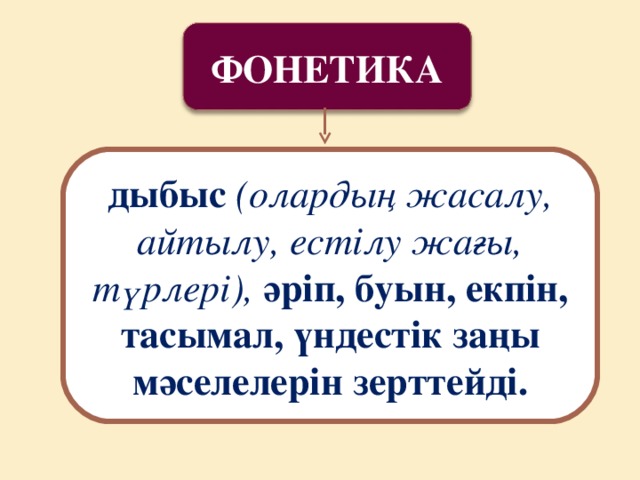 ФОНЕТИКА
дыбыс (олардың жасалу,
айтылу, естілу жағы,
түрлері), әріп, буын, екпін,
тасымал, үндестік заңы
мәселелерін зерттейді.